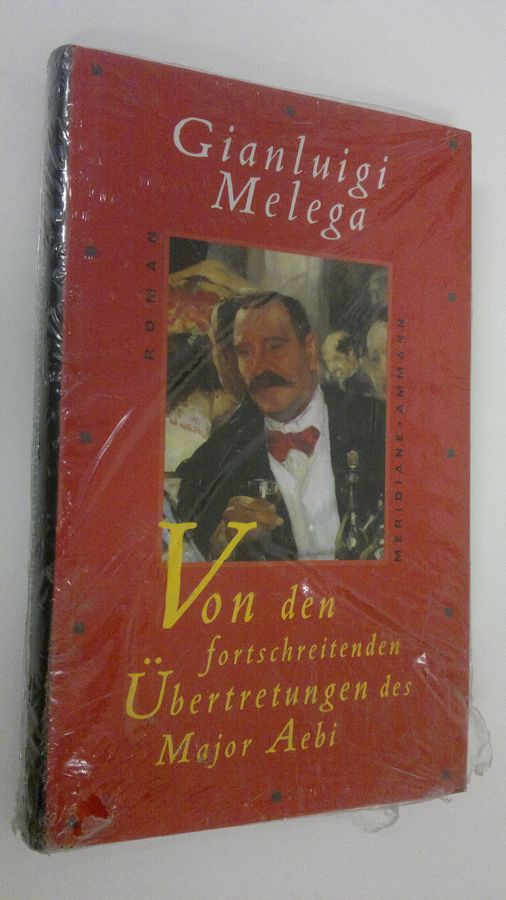 Gianluigi
Melega
ROMAN
MERIDIANE · AMMANN
Von den
fortschreitenden
Übertretungen des
Major Aebi